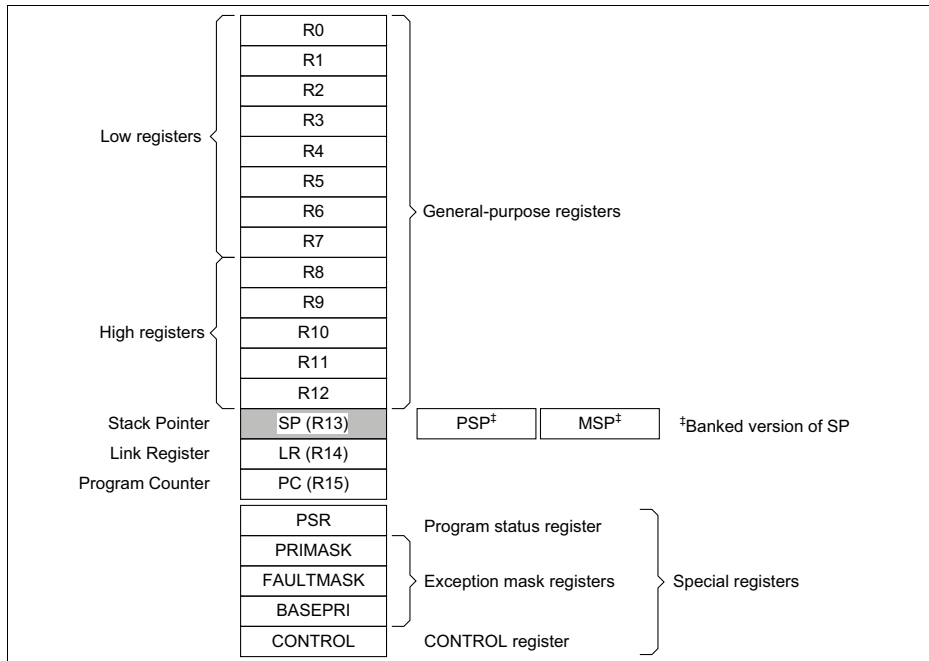 R0
R1
R2
R3
Low registers
R4
R5
R6
General-purpose registers
R7
R8
R9
High registers
R10
R11
R12
Stack Pointer SP (R13) PSP‡ MSP‡ ‡Banked version of SP
Link Register LR (R14)
Program Counter PC (R15)
PSR Program status register
PRIMASK
FAULTMASK Exception mask registers Special registers
BASEPRI
CONTROL CONTROL register